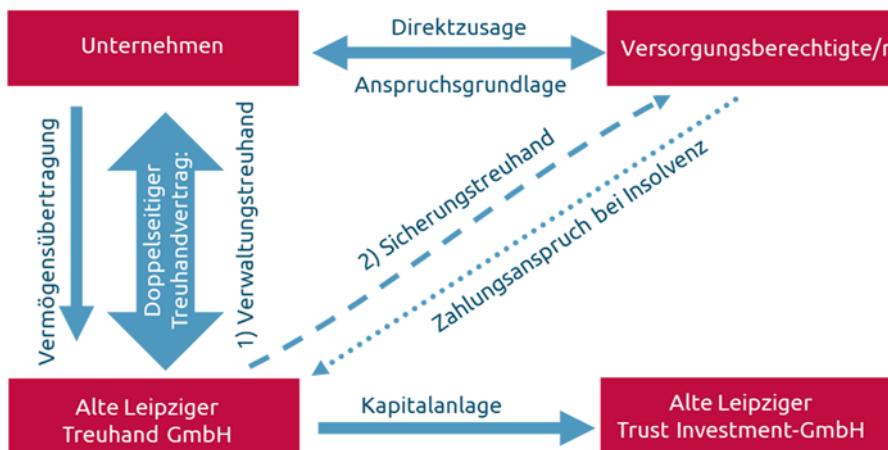 Unternehmen
Direktzusage
Anspruchsgrundlage
Versorgungsberechtigte/r
Vermögensübertragung
Doppelseitiger
Treuhandvertrag:
1) Verwaltungstreuhand
2) Sicherungstreuhand
Zahlungsanspruch bei Insolvenz
Alte Leipziger
Treuhand GmbH
Kapitalanlage
Alte Leipziger
Trust Investment-GmbH